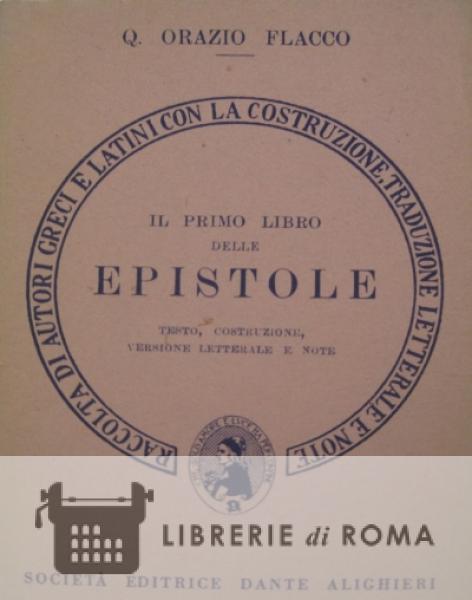 Q. ORAZIO FLACCO
RACCOLTA DI AUTORI GRECI E LATINI CON LA COSTRUZIONE, TRADUZIONE LETTERALE E NOTE
IL PRIMO LIBRO
DELLE
EPISTOLE
TESTO, COSTRUZIONE,
VERSIONE LETTERALE E NOTE
LIBRERIE di ROMA
SOCIETÀ EDITRICE DANTE ALIGHIERI